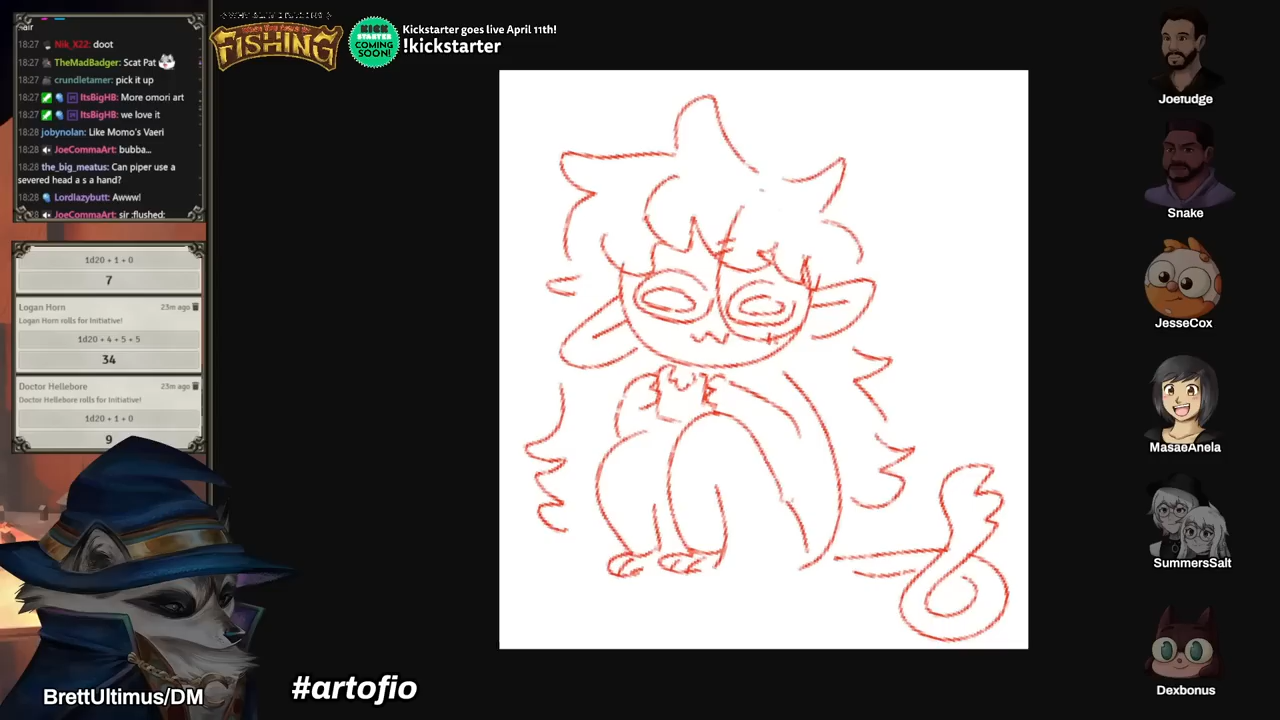 18:27 Nik_X22: doot
18:27 TheMadBadger: Scat Pat
18:27 crundletamer: pick it up
18:27 ItsBigHB: More omori art
18:27 ItsBigHB: we love it
18:28 jobynolan: Like Momo's Vaeri
18:28 JoeCommaArt: bubba...
18:28 the_big_meatus: Can piper use a
severed head a s a hand?
18:28 Lordlazybutt: Awww!
18:28 JoeCommaArt: sir :flushed:
FISHING
KICK
STARTER
COMING
SOON!
Kickstarter goes live April 11th!
!kickstarter
1d20 + 1 + 0
7
Logan Horn 23m ago
Logan Horn rolls for Initiative!
1d20 + 4 + 5 + 5
34
Doctor Hellebore 23m ago
Doctor Hellebore rolls for Initiative!
1d20 + 1 + 0
9
BrettUltimus/DM
#artofio
Joerudge
Snake
JesseCox
MasaeAnela
SummersSalt
Dexbonus